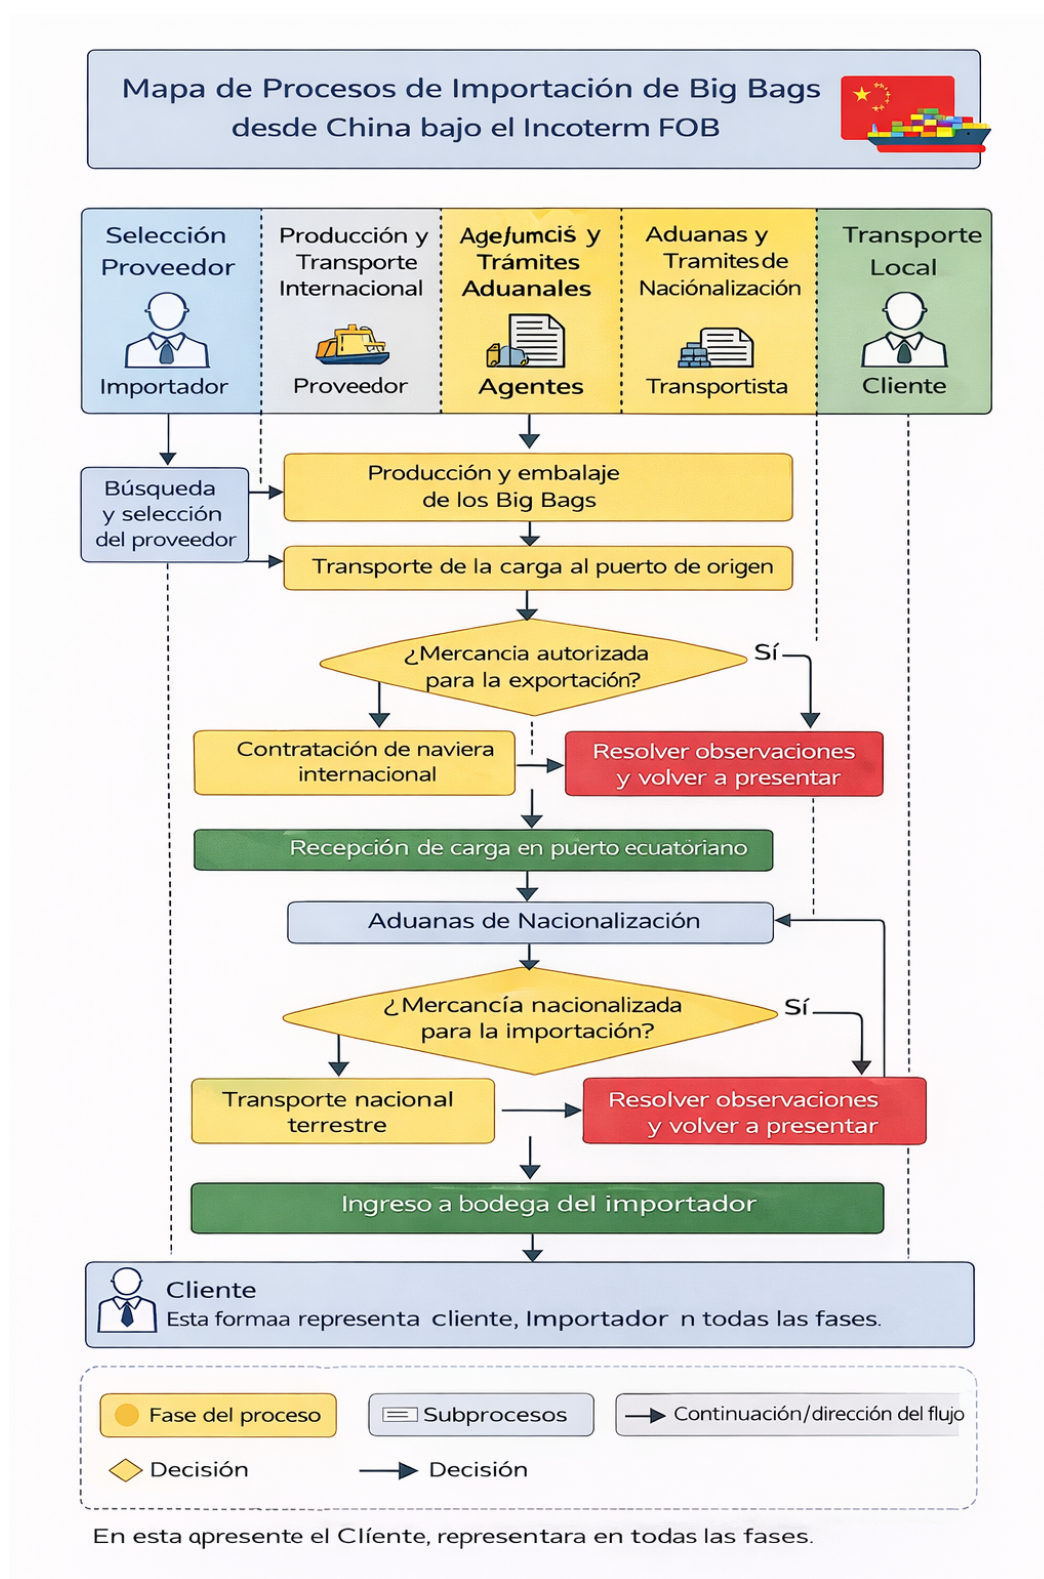 Mapa de Procesos de Importación de Big Bags
desde China bajo el Incoterm FOB
Selección
Proveedor
Importador
Producción y
Transporte
Internacional
Proveedor
Trámites
Aduanales
Agentes
Aduanas y
Tramites de
Naciónalización
Transportista
Transporte
Local
Cliente
Búsqueda
y selección
del proveedor
Producción y embalaje
de los Big Bags
Transporte de la carga al puerto de origen
¿Mercancia autorizada
para la exportación?
Sí
Contratación de naviera
internacional
Resolver observaciones
y volver a presentar
Recepción de carga en puerto ecuatoriano
Aduanas de Nacionalización
¿Mercancía nacionalizada
para la importación?
Sí
Transporte nacional
terrestre
Resolver observaciones
y volver a presentar
Ingreso a bodega del importador
Cliente
Esta formaa representa cliente, Importador n todas las fases.
Fase del proceso
Subprocesos
Continuación/dirección del flujo
Decisión
Decisión
En esta qpresente el Clíente, representara en todas las fases.